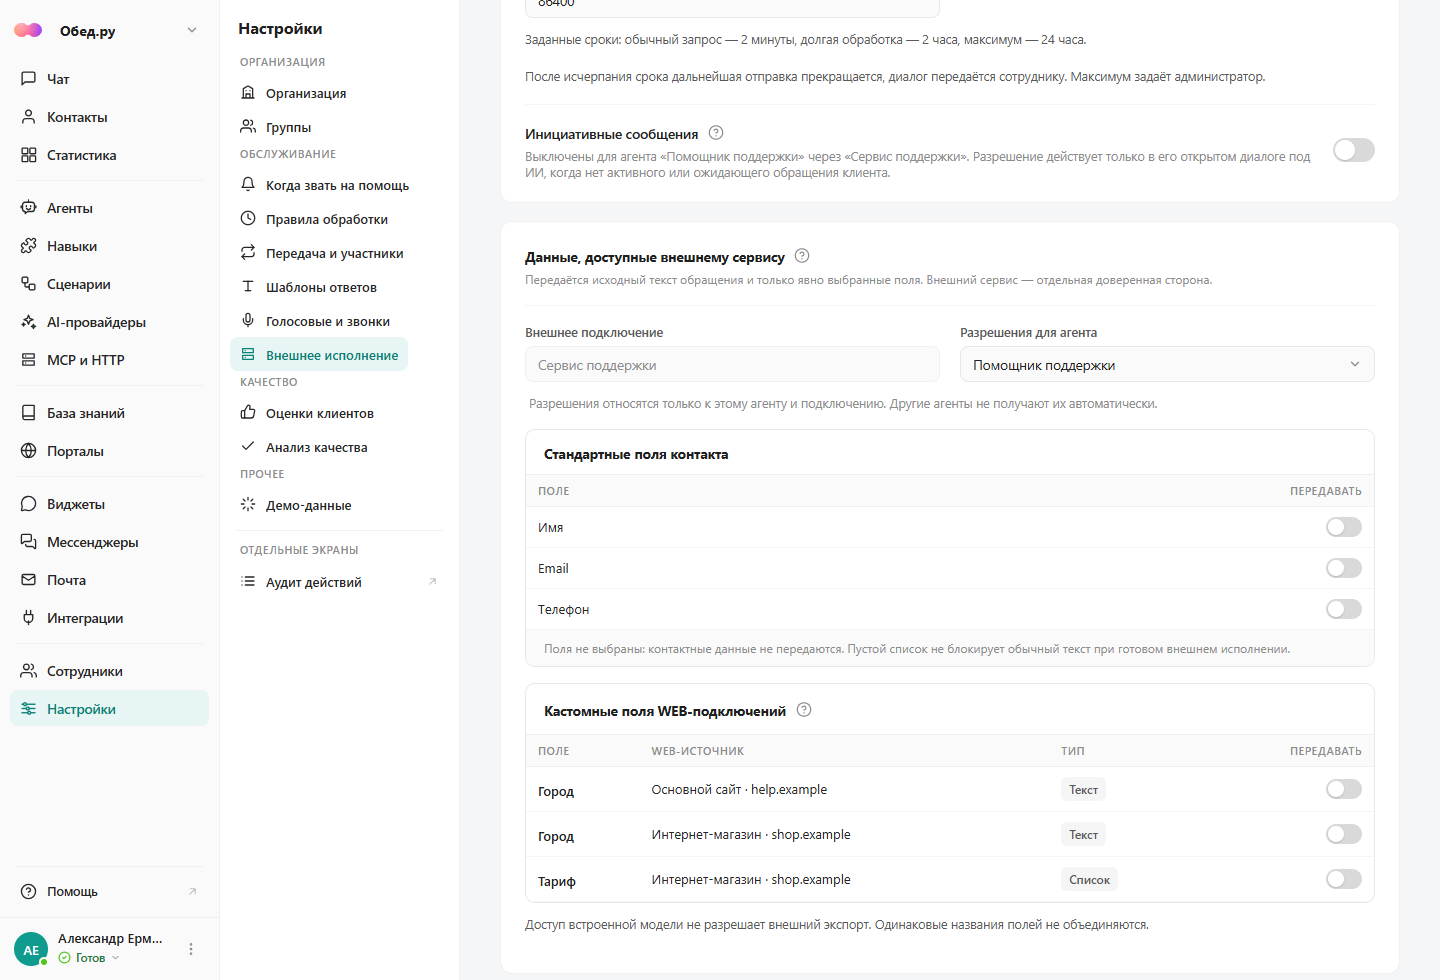 Обед.ру
Чат
Контакты
Статистика
Агенты
Навыки
Сценарии
AI-провайдеры
MCP и HTTP
База знаний
Порталы
Виджеты
Мессенджеры
Почта
Интеграции
Сотрудники
Настройки
Помощь
AE
Александр Ерм...
Готов
Настройки
ОРГАНИЗАЦИЯ
Организация
Группы
ОБСЛУЖИВАНИЕ
Когда звать на помощь
Правила обработки
Передача и участники
Шаблоны ответов
Голосовые и звонки
Внешнее исполнение
КАЧЕСТВО
Оценки клиентов
Анализ качества
ПРОЧЕЕ
Демо-данные
ОТДЕЛЬНЫЕ ЭКРАНЫ
Аудит действий
86400
Заданные сроки: обычный запрос — 2 минуты, долгая обработка — 2 часа, максимум — 24 часа.
После исчерпания срока дальнейшая отправка прекращается, диалог передаётся сотруднику. Максимум задаёт администратор.
Инициативные сообщения
Выключены для агента «Помощник поддержки» через «Сервис поддержки». Разрешение действует только в его открытом диалоге под
ИИ, когда нет активного или ожидающего обращения клиента.
Данные, доступные внешнему сервису
Передаётся исходный текст обращения и только явно выбранные поля. Внешний сервис — отдельная доверенная сторона.
Внешнее подключение
Разрешения для агента
Сервис поддержки
Помощник поддержки
Разрешения относятся только к этому агенту и подключению. Другие агенты не получают их автоматически.
Стандартные поля контакта
ПОЛЕ ПЕРЕДАВАТЬ
Имя
Email
Телефон
Поля не выбраны: контактные данные не передаются. Пустой список не блокирует обычный текст при готовом внешнем исполнении.
Кастомные поля WEB-подключений
ПОЛЕ WEB-ИСТОЧНИК ТИП ПЕРЕДАВАТЬ
Город Основной сайт · help.example Текст
Город Интернет-магазин · shop.example Текст
Тариф Интернет-магазин · shop.example Список
Доступ встроенной модели не разрешает внешний экспорт. Одинаковые названия полей не объединяются.